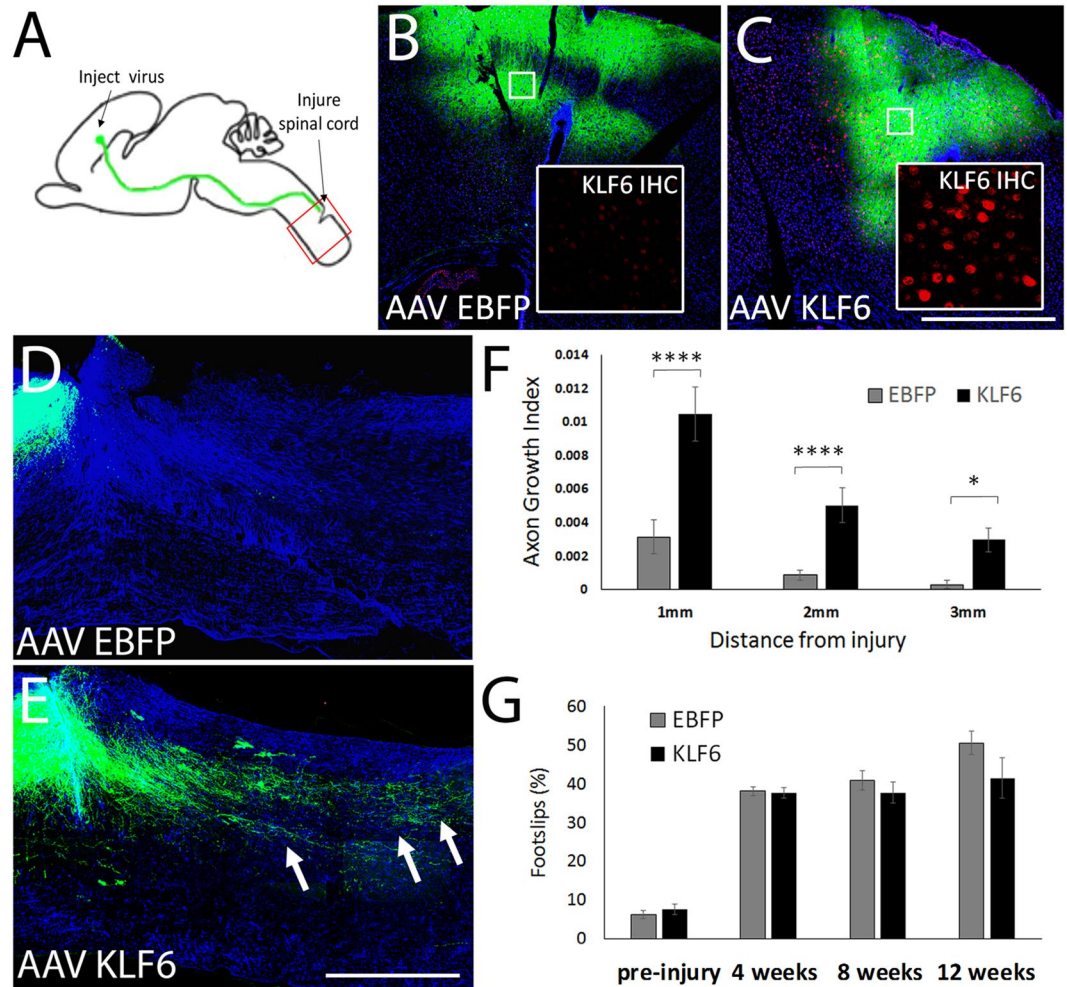 A
Inject virus
Injure
spinal cord
B
KLF6 IHC
AAV EBFP
C
KLF6 IHC
AAV KLF6
D
AAV EBFP
E
AAV KLF6
F
Axon Growth Index
0.014
0.012
0.01
0.008
0.006
0.004
0.002
0
****
****
*
EBFP
KLF6
1mm
2mm
3mm
Distance from injury
G
Footslips (%)
60
50
40
30
20
10
0
EBFP
KLF6
pre-injury
4 weeks
8 weeks
12 weeks